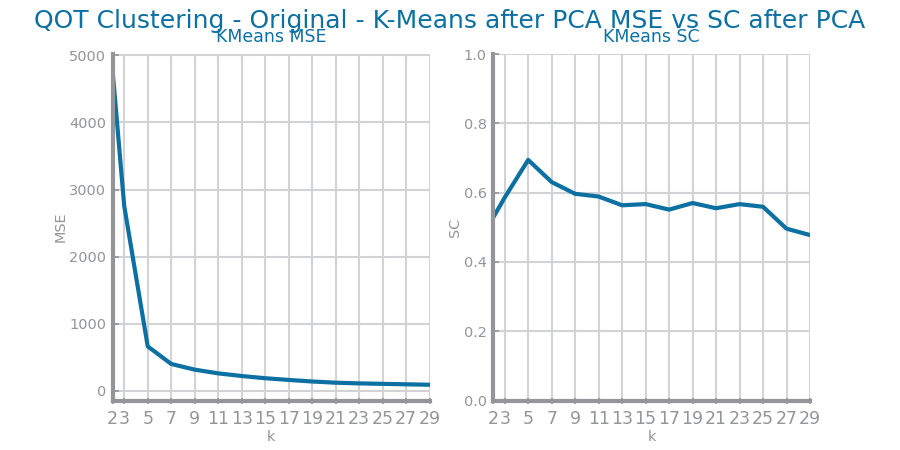 QOT Clustering - Original - K-Means after PCA MSE vs SC after PCA
KMeans MSE
5000
4000
3000
2000
1000
0
MSE
2 3 5 7 9 11 13 15 17 19 21 23 25 27 29
k
KMeans SC
1.0
0.8
0.6
0.4
0.2
0.0
SC
2 3 5 7 9 11 13 15 17 19 21 23 25 27 29
k